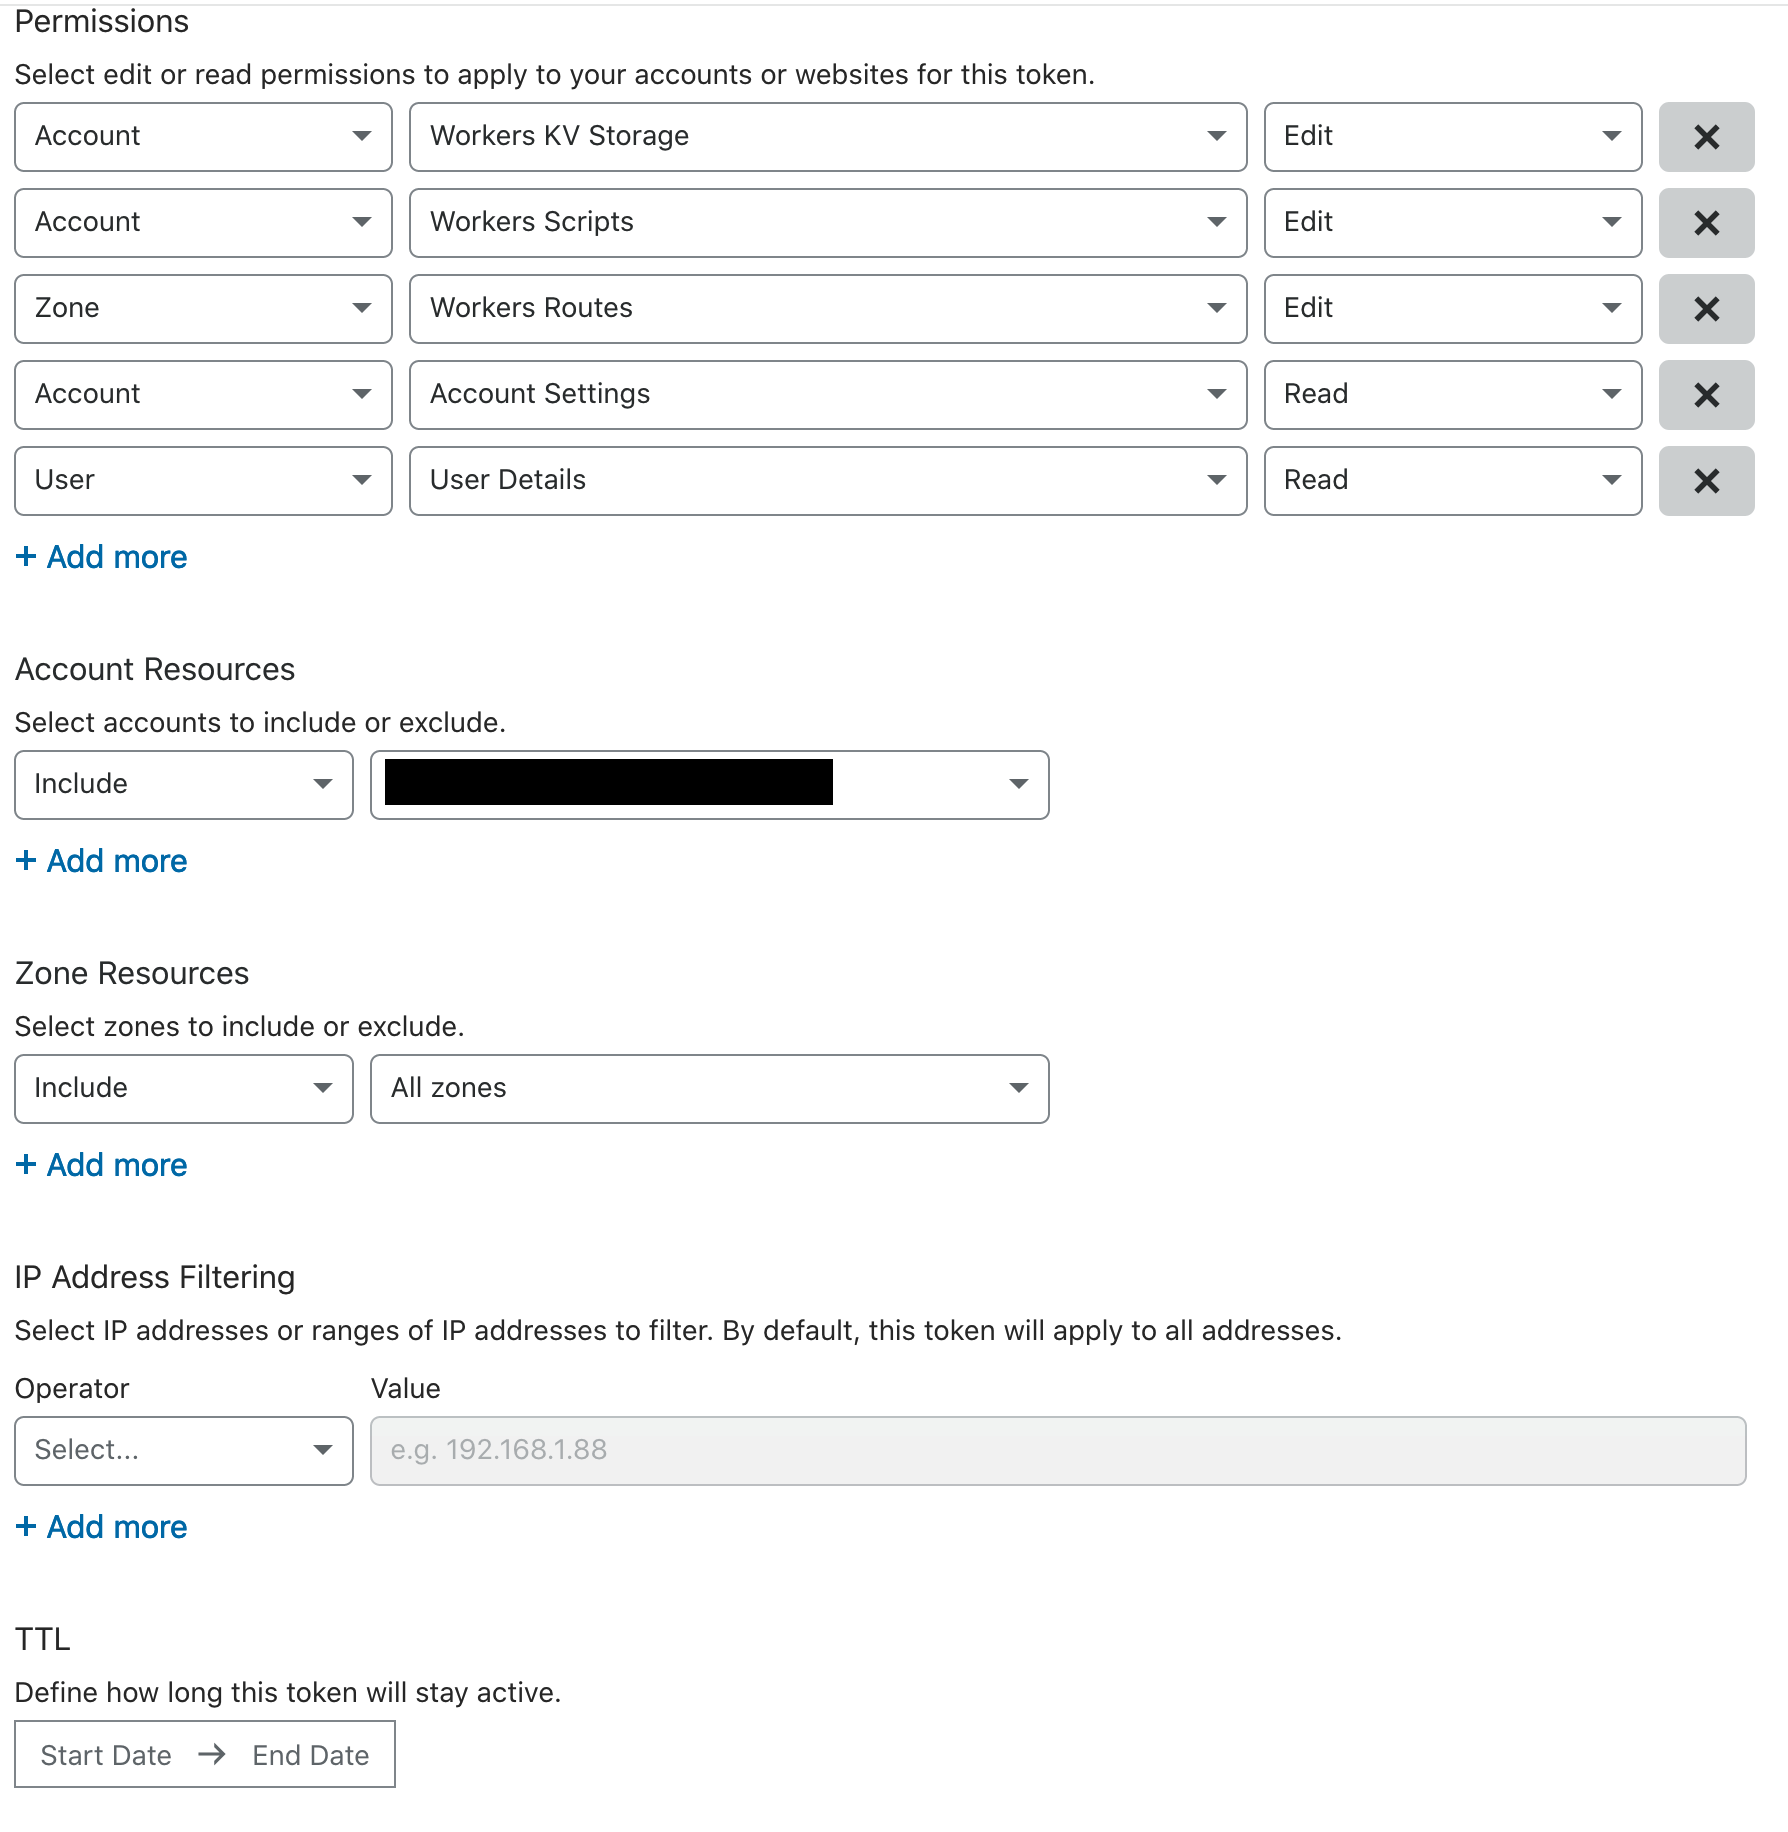 Permissions
Select edit or read permissions to apply to your accounts or websites for this token.
Account Workers KV Storage Edit
Account Workers Scripts Edit
Zone Workers Routes Edit
Account Account Settings Read
User User Details Read
+ Add more
Account Resources
Select accounts to include or exclude.
Include
+ Add more
Zone Resources
Select zones to include or exclude.
Include All zones
+ Add more
IP Address Filtering
Select IP addresses or ranges of IP addresses to filter. By default, this token will apply to all addresses.
Operator Value
Select... e.g. 192.168.1.88
+ Add more
TTL
Define how long this token will stay active.
Start Date → End Date